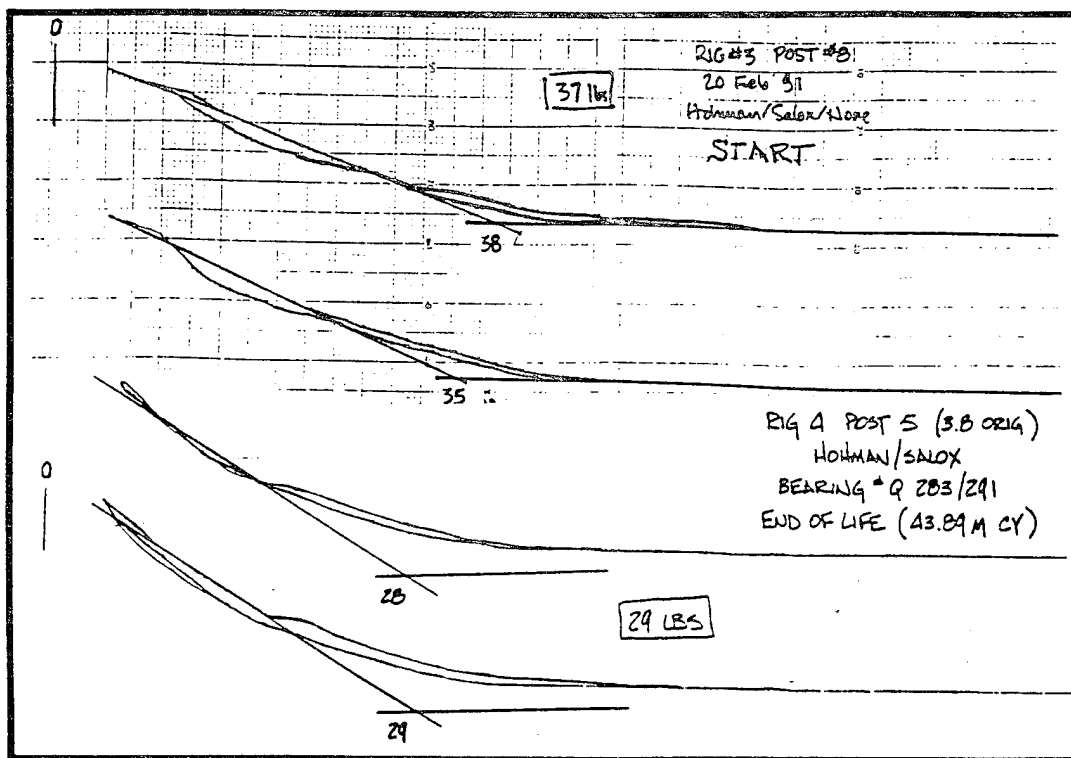 0
37 lbs
RIG #3 POST #8
20 Feb 91
Hohman/Salox/None
START
38
35
RIG 4 POST 5 (3.8 ORIG)
HOHMAN/SALOX
BEARING # Q 283/291
END OF LIFE (43.89 M CY)
0
28
29 LBS
29